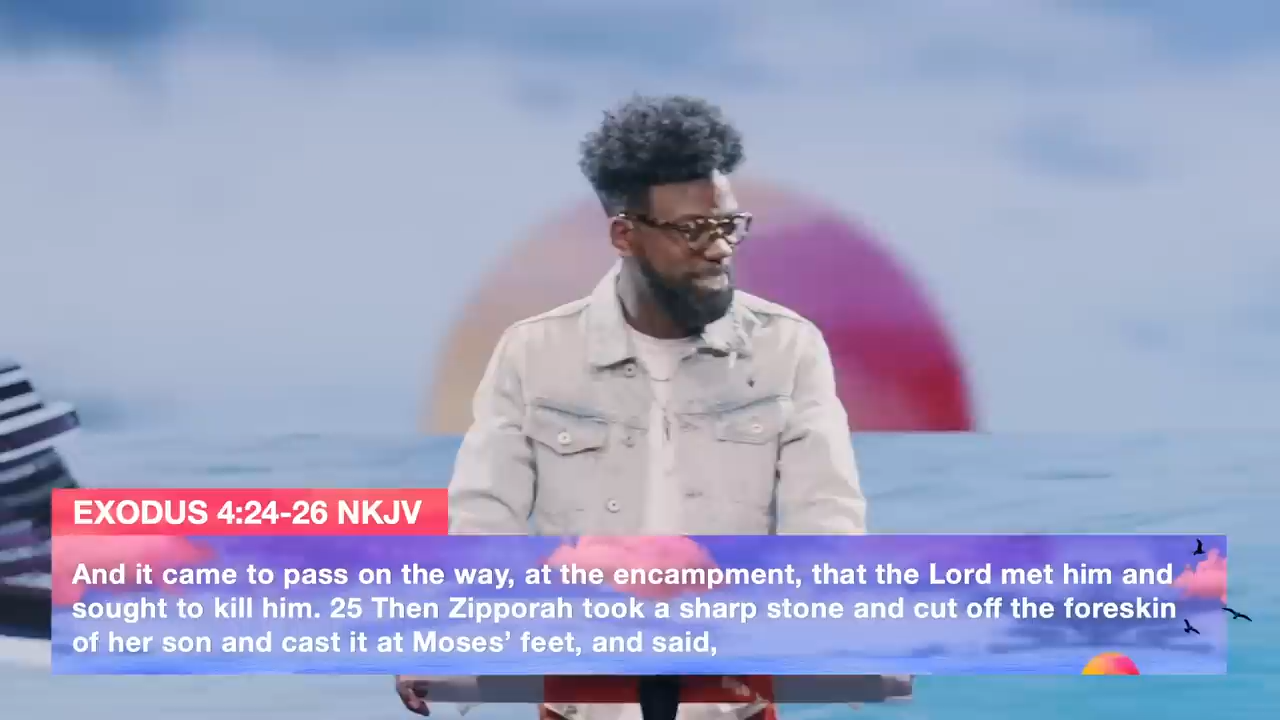 EXODUS 4:24-26 NKJV
And it came to pass on the way, at the encampment, that the Lord met him and
sought to kill him. 25 Then Zipporah took a sharp stone and cut off the foreskin
of her son and cast it at Moses’ feet, and said,